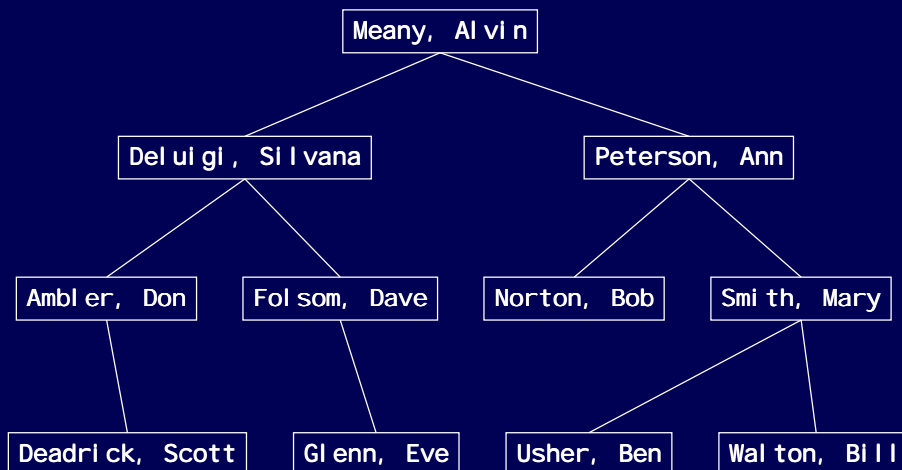 Meany, Alvin
Deluigi, Silvana
Peterson, Ann
Ambler, Don
Folsom, Dave
Norton, Bob
Smith, Mary
Deadrick, Scott
Glenn, Eve
Usher, Ben
Walton, Bill